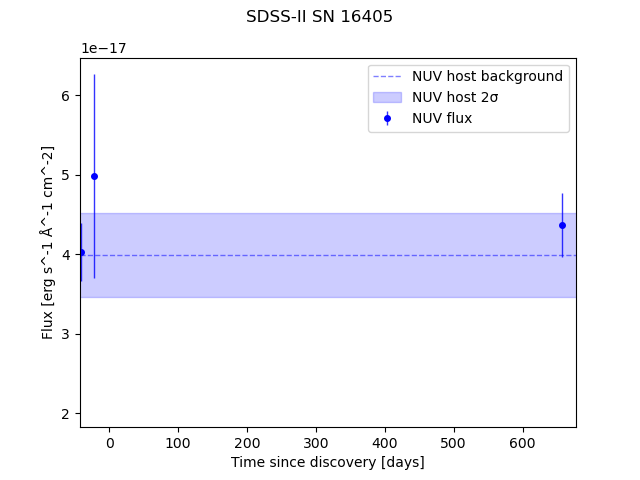 SDSS-II SN 16405
1e−17
NUV host background
NUV host 2σ
NUV flux
6
5
4
3
2
Flux [erg s^-1 Å^-1 cm^-2]
0 100 200 300 400 500 600
Time since discovery [days]